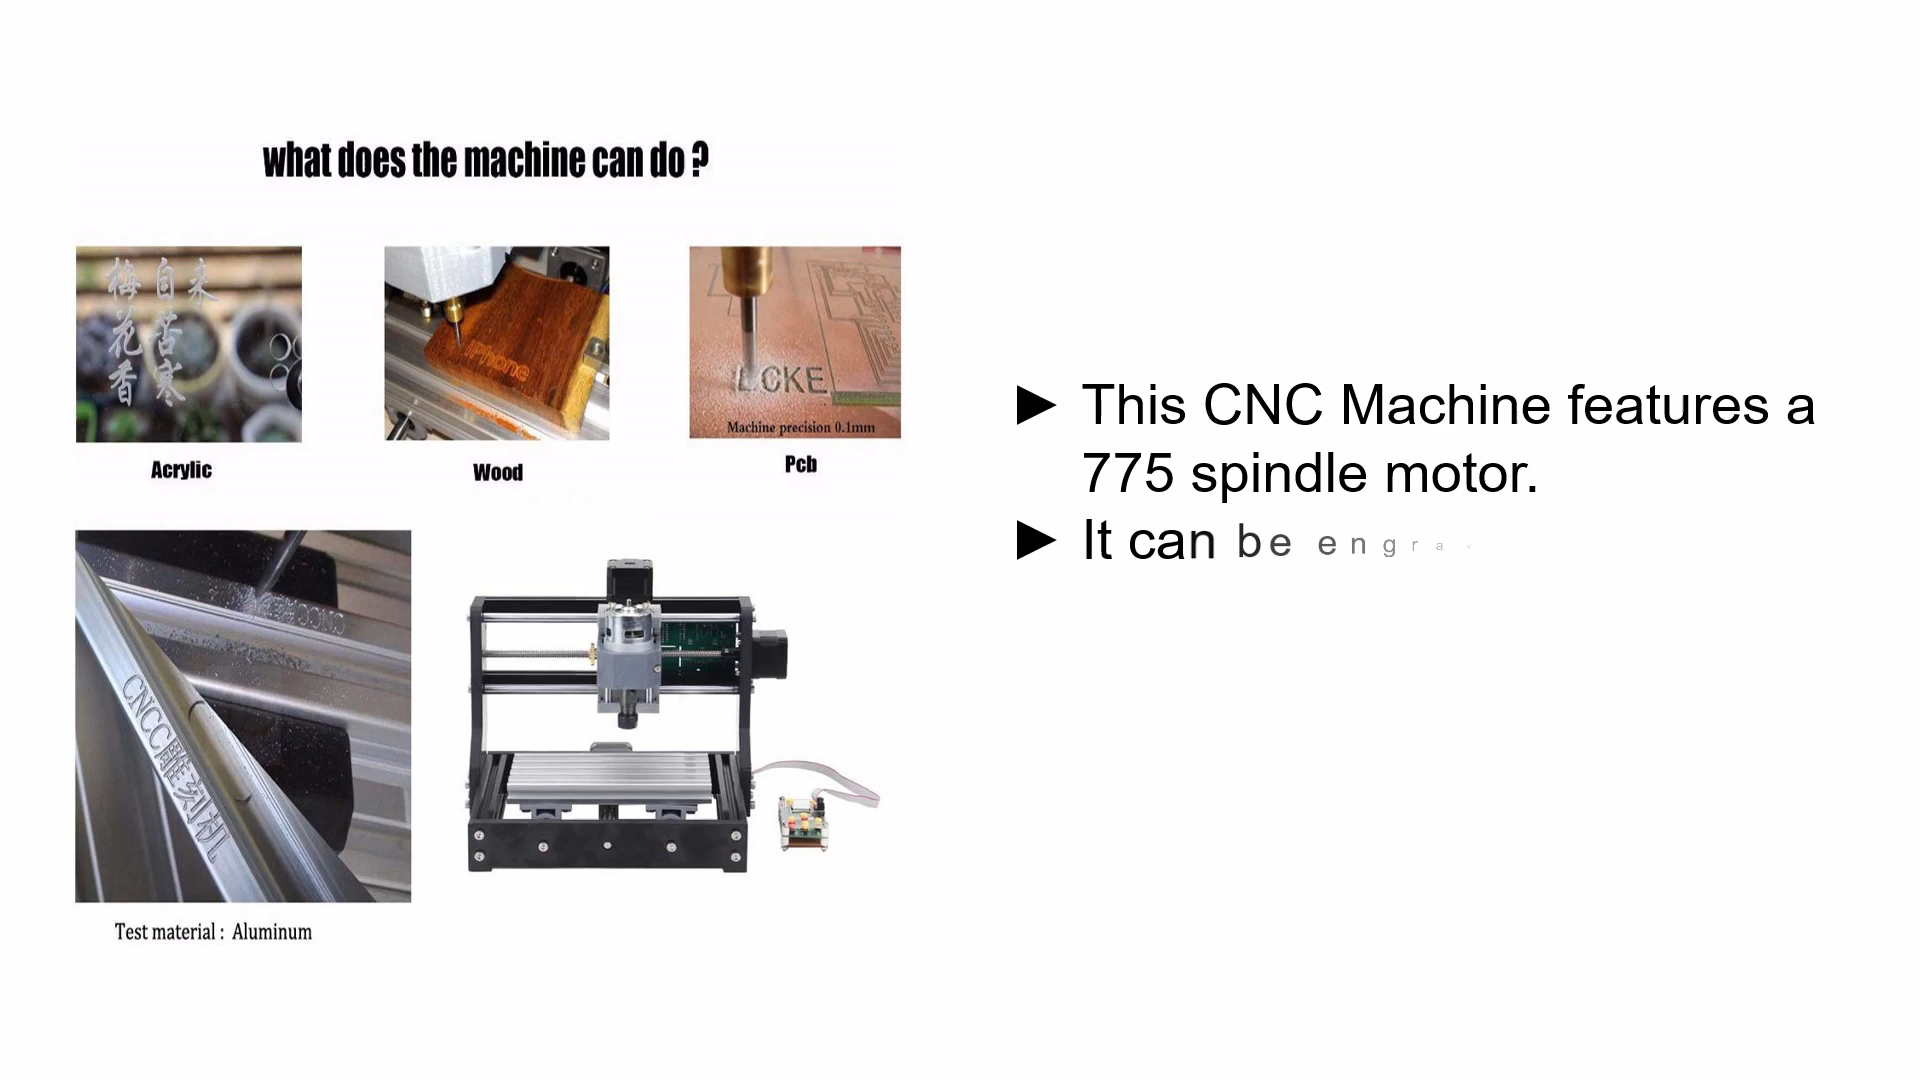 what does the machine can do ?
梅 自 来
花 苦
香 寒
iPhone
LCKE
Machine precision 0.1mm
Acrylic
Wood
Pcb
CNCC雕刻机
Test material : Aluminum
► This CNC Machine features a
775 spindle motor.
► It can be engrav